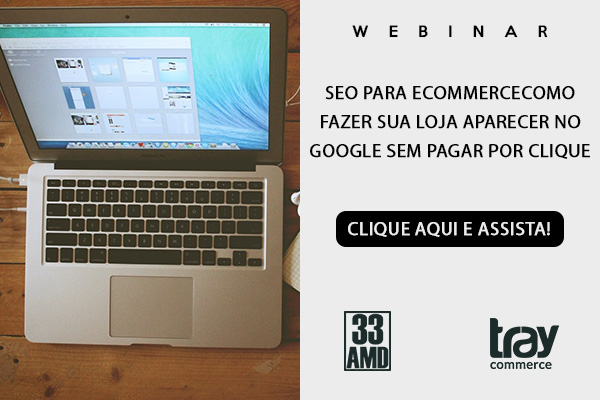 WEBINAR
SEO PARA ECOMMERCECOMO
FAZER SUA LOJA APARECER NO
GOOGLE SEM PAGAR POR CLIQUE
CLIQUE AQUI E ASSISTA!
33
AMD
tray
commerce